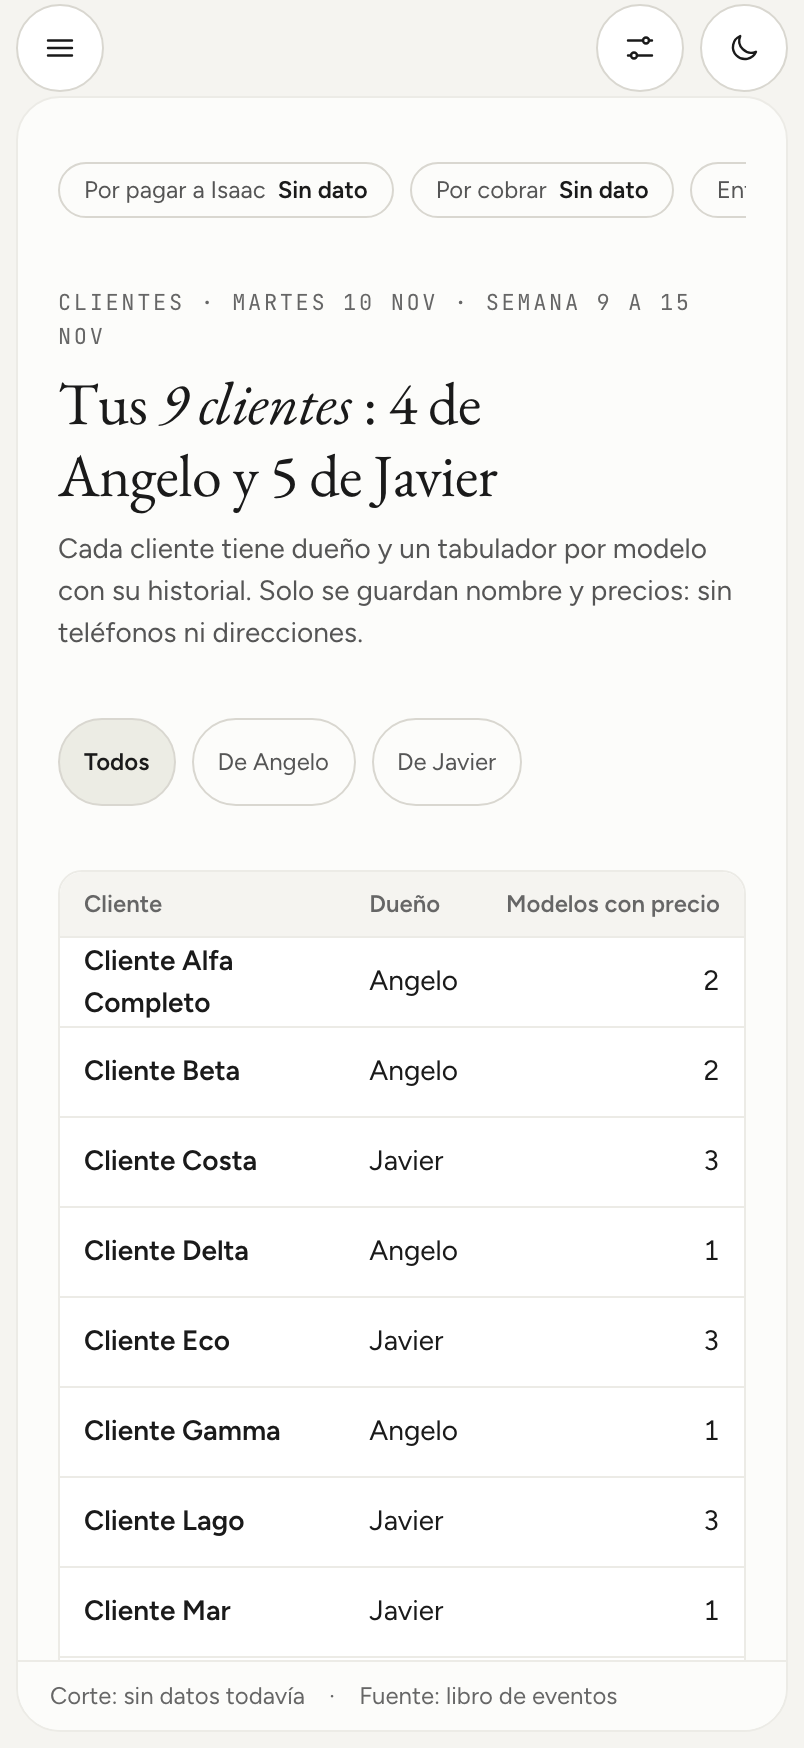 Por pagar a Isaac Sin dato
Por cobrar Sin dato
CLIENTES · MARTES 10 NOV · SEMANA 9 A 15
NOV
Tus 9 clientes : 4 de
Angelo y 5 de Javier
Cada cliente tiene dueño y un tabulador por modelo
con su historial. Solo se guardan nombre y precios: sin
teléfonos ni direcciones.
Todos De Angelo De Javier
Cliente Dueño Modelos con precio
Cliente Alfa
Completo Angelo 2
Cliente Beta Angelo 2
Cliente Costa Javier 3
Cliente Delta Angelo 1
Cliente Eco Javier 3
Cliente Gamma Angelo 1
Cliente Lago Javier 3
Cliente Mar Javier 1
Corte: sin datos todavía · Fuente: libro de eventos